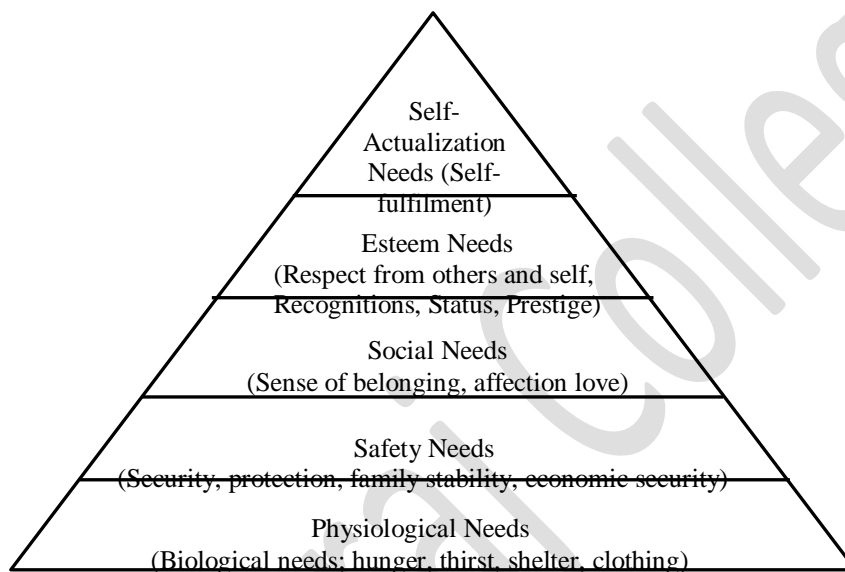 Self-
Actualization
Needs (Self-
fulfilment)
Esteem Needs
(Respect from others and self,
Recognitions, Status, Prestige)
Social Needs
(Sense of belonging, affection love)
Safety Needs
(Security, protection, family stability, economic security)
Physiological Needs
(Biological needs: hunger, thirst, shelter, clothing)